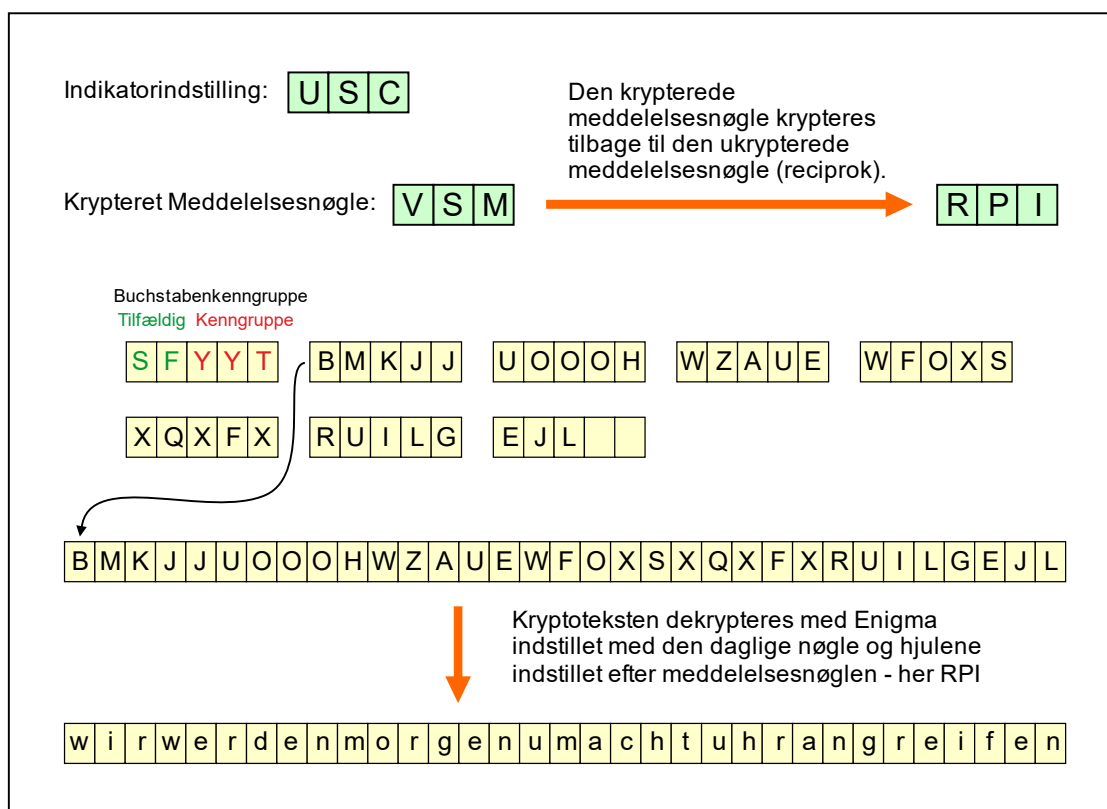 Indikatorindstilling: U S C
Den krypterede
meddelelsesnøgle krypteres
tilbage til den ukrypterede
meddelelsesnøgle (reciprok).
Krypteret Meddelelsesnøgle: V S M
R P I
Buchstabenkenngruppe
Tilfældig Kenngruppe
S F Y Y T B M K J J U O O O H W Z A U E W F O X S
X Q X F X R U I L G E J L
B M K J J U O O O H W Z A U E W F O X S X Q X F X R U I L G E J L
Kryptoteksten dekrypteres med Enigma
indstillet med den daglige nøgle og hjulene
indstillet efter meddelelsesnøglen - her RPI
w i r w e r d e n m o r g e n u m a c h t u h r a n g r e i f e n